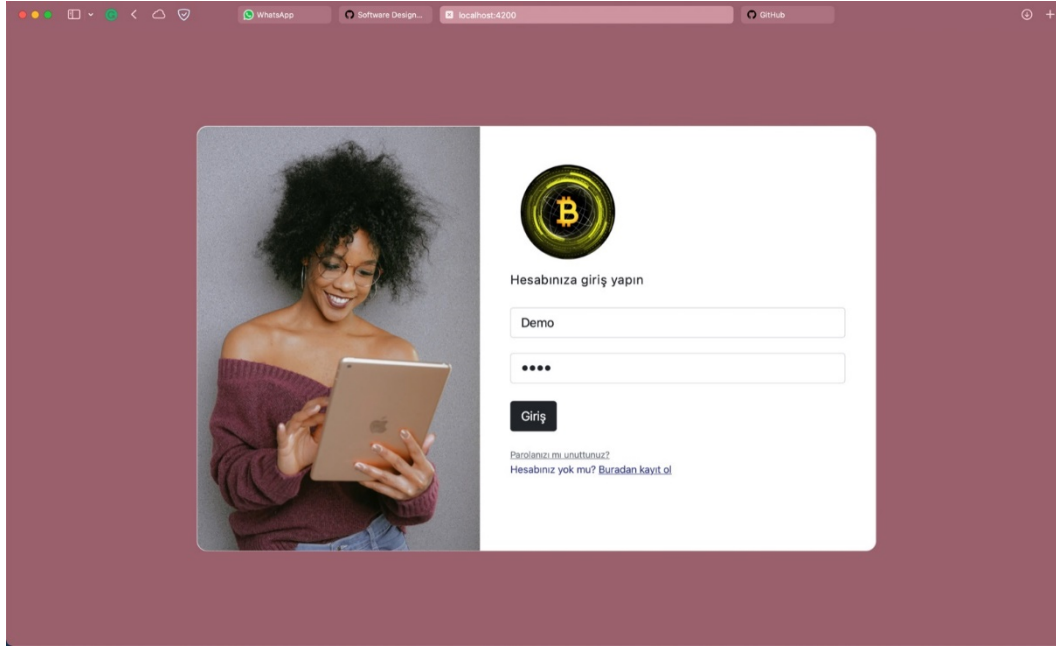 WhatsApp
Software Design...
localhost:4200
GitHub
Hesabınıza giriş yapın
Demo
••••
Giriş
Parolanızı mı unuttunuz?
Hesabınız yok mu? Buradan kayıt ol